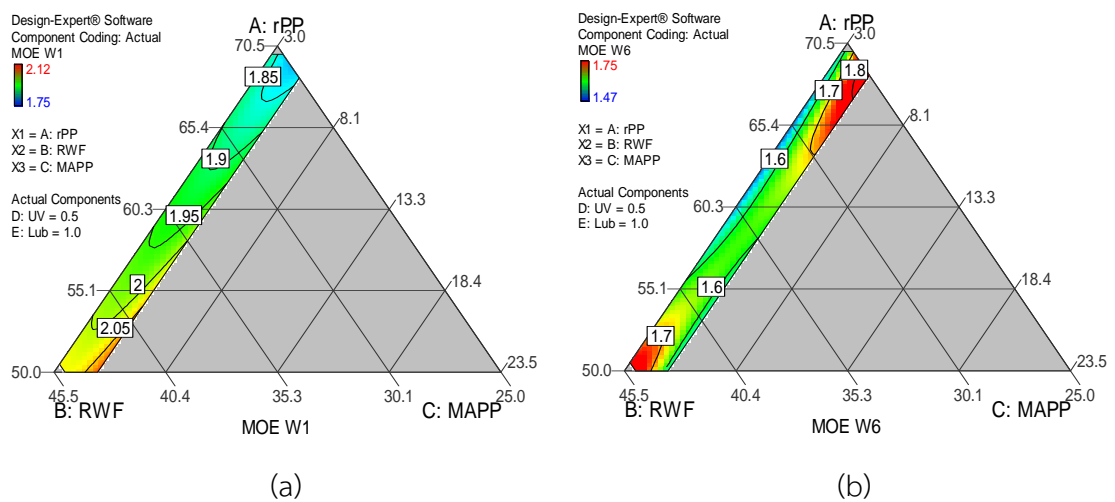 Design-Expert® Software
Component Coding: Actual
MOE W1
2.12
1.75
X1 = A: rPP
X2 = B: RWF
X3 = C: MAPP
Actual Components
D: UV = 0.5
E: Lub = 1.0
A: rPP
70.5
3.0
1.85
65.4
8.1
1.9
60.3
13.3
1.95
55.1
18.4
2
2.05
50.0
23.5
45.5
40.4
35.3
30.1
25.0
B: RWF
C: MAPP
MOE W1
(a)
Design-Expert® Software
Component Coding: Actual
MOE W6
1.75
1.47
X1 = A: rPP
X2 = B: RWF
X3 = C: MAPP
Actual Components
D: UV = 0.5
E: Lub = 1.0
A: rPP
70.5
3.0
1.8
1.7
65.4
8.1
1.6
60.3
13.3
55.1
18.4
1.6
1.7
50.0
23.5
45.5
40.4
35.3
30.1
25.0
B: RWF
C: MAPP
MOE W6
(b)